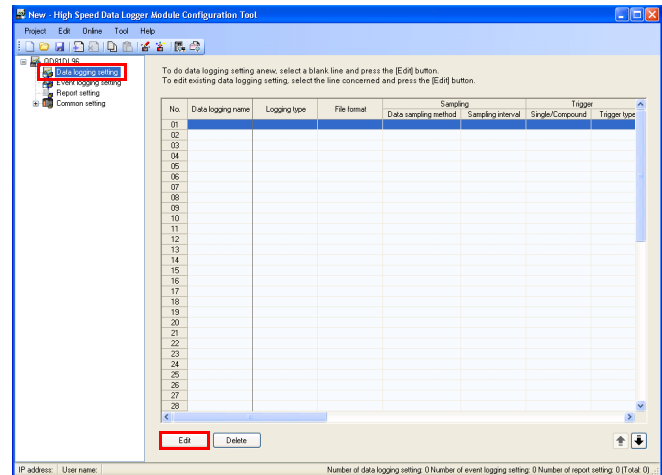 New - High Speed Data Logger Module Configuration Tool
Project Edit Online Tool Help
QD81DL96
Data logging setting
Event logging setting
Report setting
Common setting
To do data logging setting anew, select a blank line and press the [Edit] button.
To edit existing data logging setting, select the line concerned and press the [Edit] button.
No. Data logging name Logging type File format Sampling Trigger
Data sampling method Sampling interval Single/Compound Trigger type
01
02
03
04
05
06
07
08
09
10
11
12
13
14
15
16
17
18
19
20
21
22
23
24
25
26
27
28
Edit Delete
IP address: User name: Number of data logging setting: 0 Number of event logging setting: 0 Number of report setting: 0 (Total: 0)